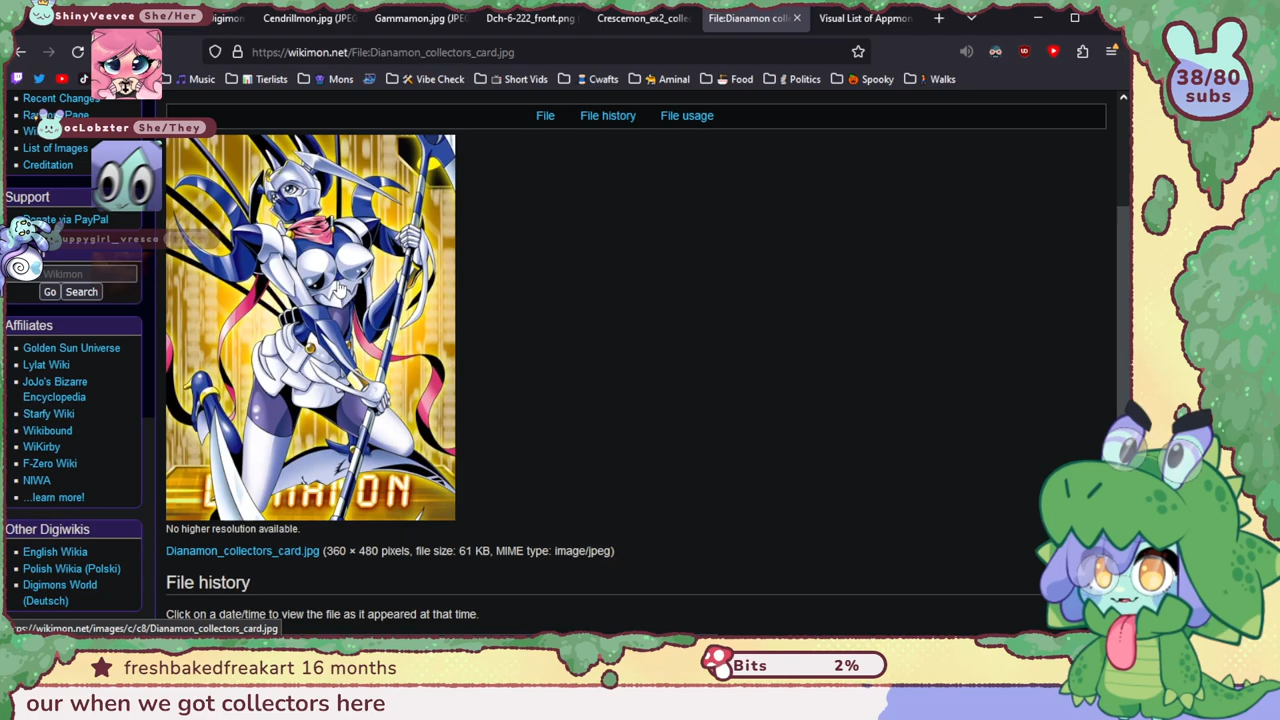 ShinyVeevee She/Her
igimon
Cendrillmon.jpg (JPE
Gammamon.jpg (JPE
Dch-6-222_front.png
Crescemon_ex2_colle
File:Dianamon coll
Visual List of Appmon
https://wikimon.net/File:Dianamon_collectors_card.jpg
Music
Tierlists
Mons
Vibe Check
Short Vids
Cwafts
Aminal
Food
Politics
Spooky
Walks
38/80
subs
Recent Changes
File
File history
File usage
ocLobzter She/They
List of Images
Creditation
Support
Donate via PayPal
uppygirl_vresca
Wikimon
Go
Search
Affiliates
Golden Sun Universe
Lylat Wiki
JoJo's Bizarre
Encyclopedia
Starfy Wiki
Wikibound
WiKirby
F-Zero Wiki
NIWA
...learn more!
Other Digiwikis
English Wikia
Polish Wikia (Polski)
Digimons World
(Deutsch)
No higher resolution available.
Dianamon_collectors_card.jpg (360 × 480 pixels, file size: 61 KB, MIME type: image/jpeg)
File history
Click on a date/time to view the file as it appeared at that time.
ps://wikimon.net/images/c/c8/Dianamon_collectors_card.jpg
freshbakedfreakart 16 months
Bits 2%
our when we got collectors here